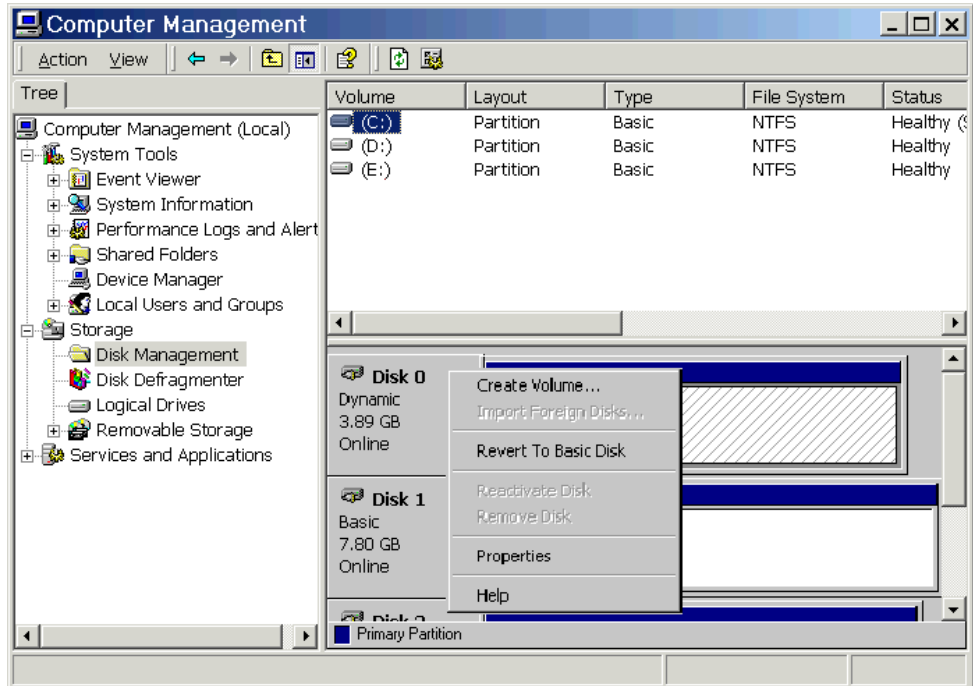 Computer Management
Action View
Tree
Computer Management (Local)
System Tools
Event Viewer
System Information
Performance Logs and Alert
Shared Folders
Device Manager
Local Users and Groups
Storage
Disk Management
Disk Defragmenter
Logical Drives
Removable Storage
Services and Applications
Volume Layout Type File System Status
(C:) Partition Basic NTFS Healthy (S
(D:) Partition Basic NTFS Healthy
(E:) Partition Basic NTFS Healthy
Disk 0
Dynamic
3.89 GB
Online
Disk 1
Basic
7.80 GB
Online
Disk 2
Create Volume...
Import Foreign Disks...
Revert To Basic Disk
Reactivate Disk
Remove Disk
Properties
Help
Primary Partition